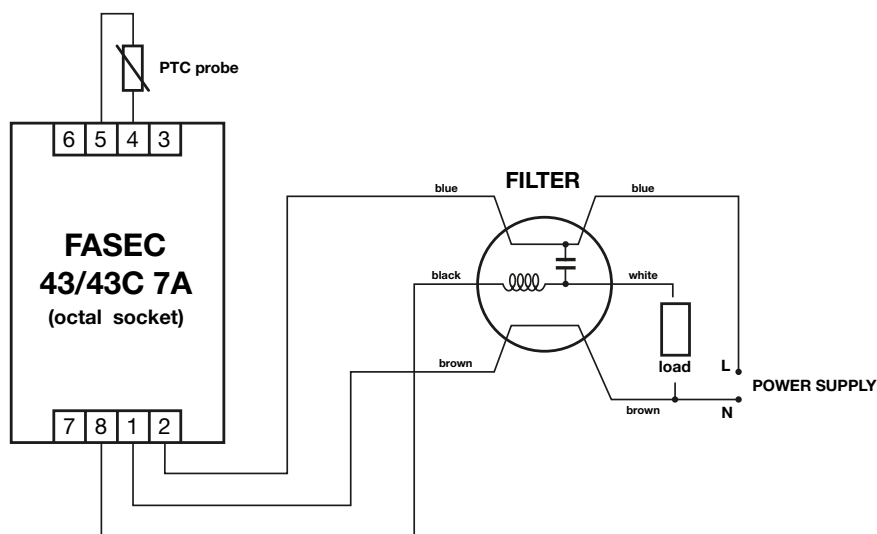 PTC probe
6 5 4 3
FASEC
43/43C 7A
(octal socket)
7 8 1 2
FILTER
blue
blue
black
white
brown
load
L
POWER SUPPLY
brown
N